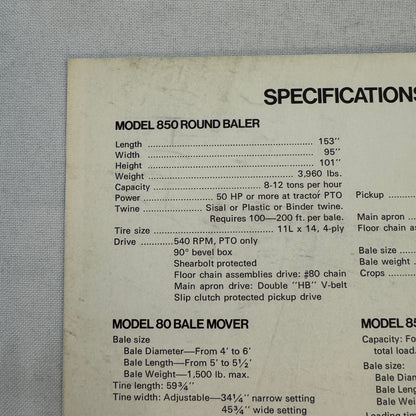 SPECIFICATIONS
MODEL 850 ROUND BALER
Length 153"
Width 95"
Height 101"
Weight 3,960 lbs.
Capacity 8-12 tons per hour
Power 50 HP or more at tractor PTO
Twine Sisal or Plastic or Binder twine.
Requires 100—200 ft. per bale.
Tire size 11L x 14, 4-ply
Drive 540 RPM, PTO only
90° bevel box
Shearbolt protected
Floor chain assemblies drive: #80 chain
Main apron drive: Double "HB" V-belt
Slip clutch protected pickup drive
Pickup
Main apron
Floor chain as
Bale size
Bale weight
Crops
MODEL 80 BALE MOVER
Bale size
Bale Diameter—From 4' to 6'
Bale Length—From 5' to 5½'
Bale Weight—1,500 lb. max.
Tine length: 59¾"
Tine width: Adjustable—34¼" narrow setting
45¾" wide setting
MODEL 85
Capacity: Fo
total load.
Bale size:
Bale Dia
Bale Len
Bale We
Loading time